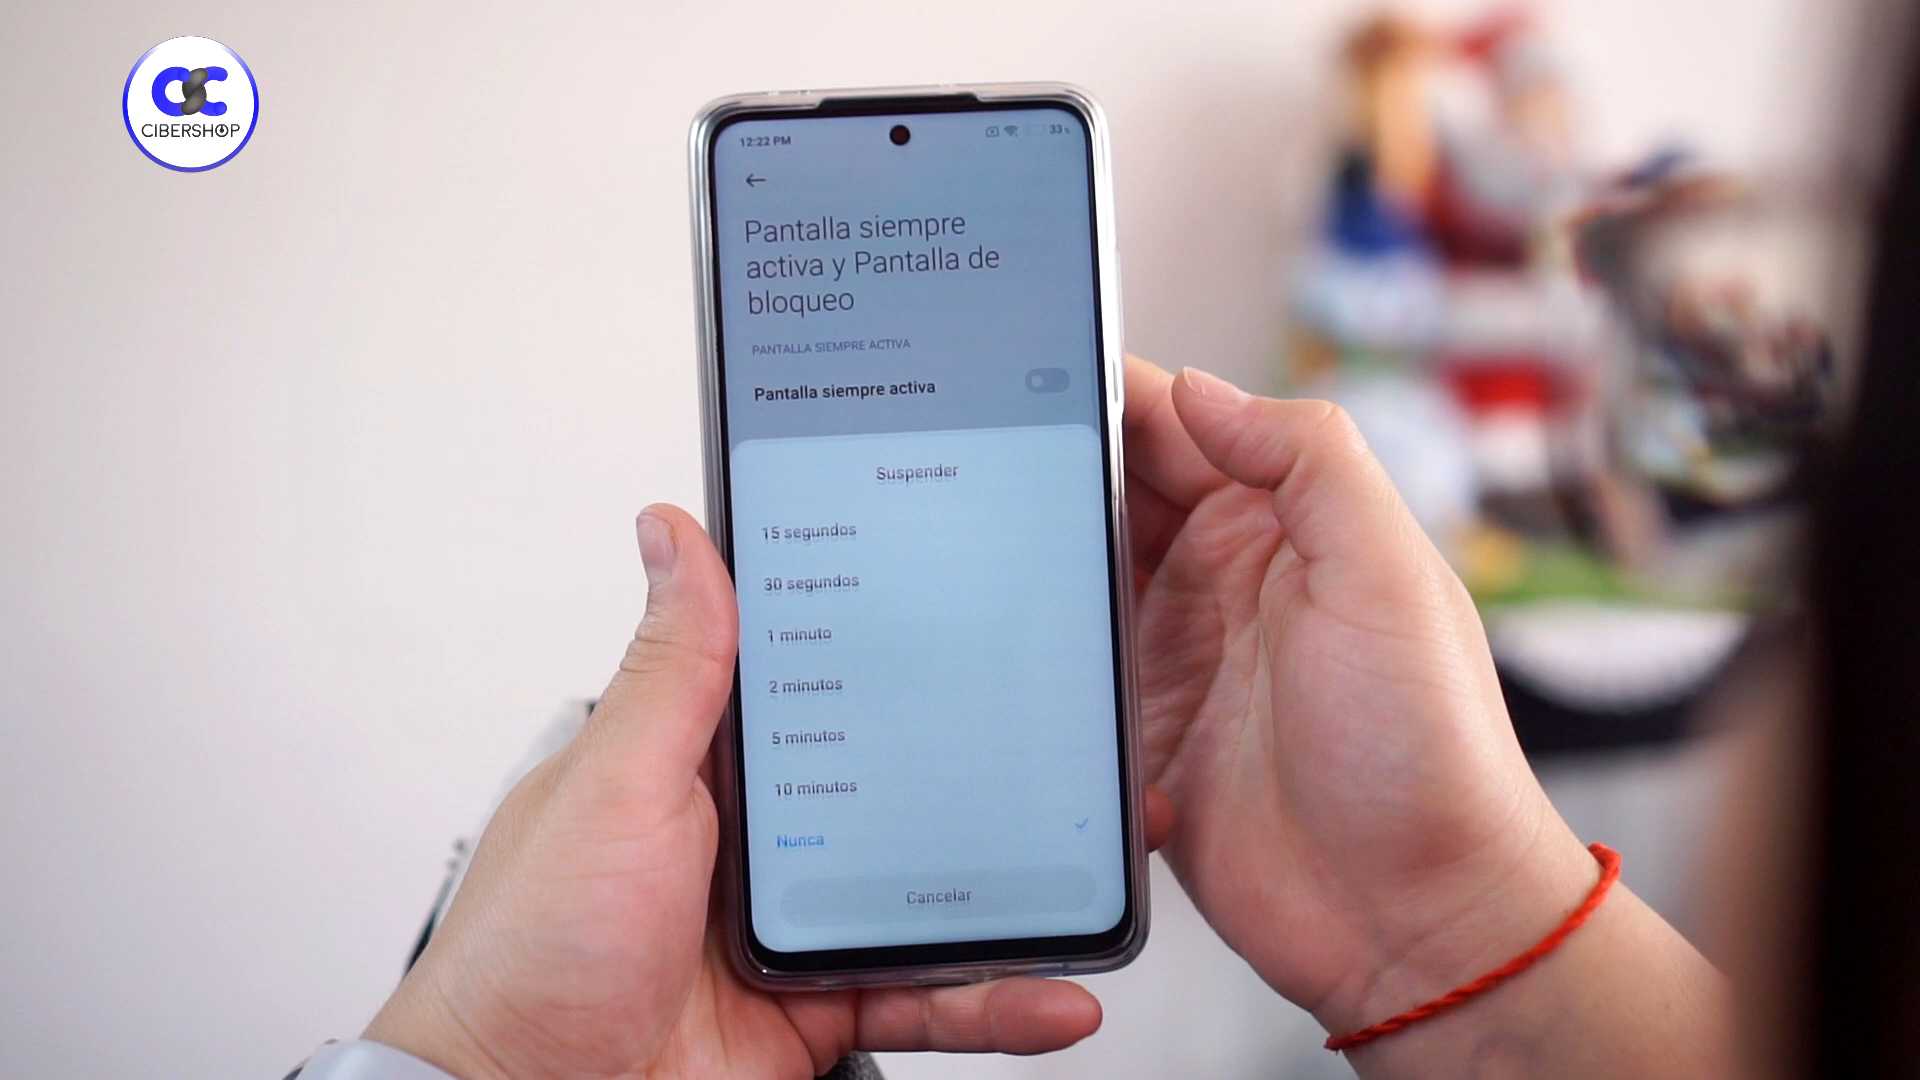 CIBERSHOP
12:22 PM
33
Pantalla siempre
activa y Pantalla de
bloqueo
PANTALLA SIEMPRE ACTIVA
Pantalla siempre activa
Suspender
15 segundos
30 segundos
1 minuto
2 minutos
5 minutos
10 minutos
Nunca
Cancelar